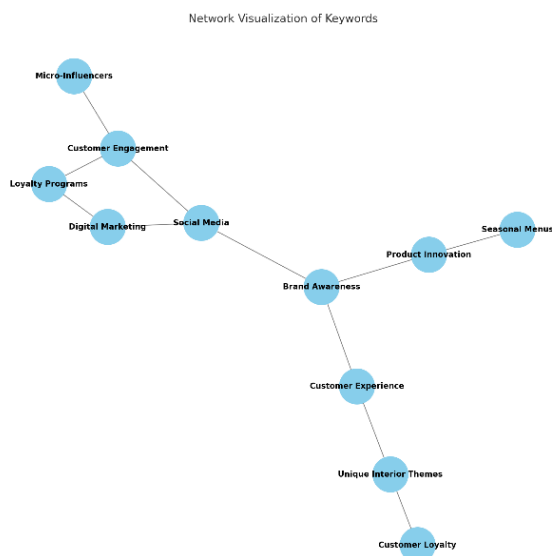 Network Visualization of Keywords
Micro-Influencers
Customer Engagement
Loyalty Programs
Digital Marketing
Social Media
Seasonal Menus
Product Innovation
Brand Awareness
Customer Experience
Unique Interior Themes
Customer Loyalty